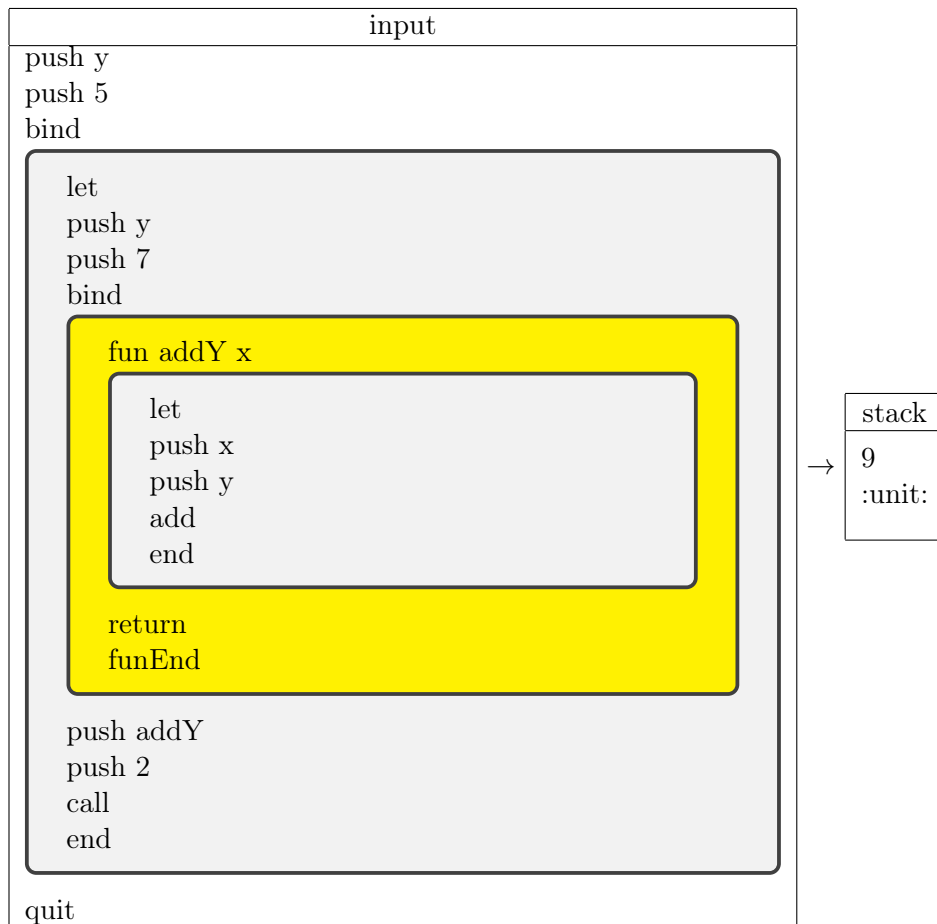 input
push y
push 5
bind
let
push y
push 7
bind
fun addY x
let
push x
push y
add
end
return
funEnd
push addY
push 2
call
end
quit
→
stack
9
:unit: